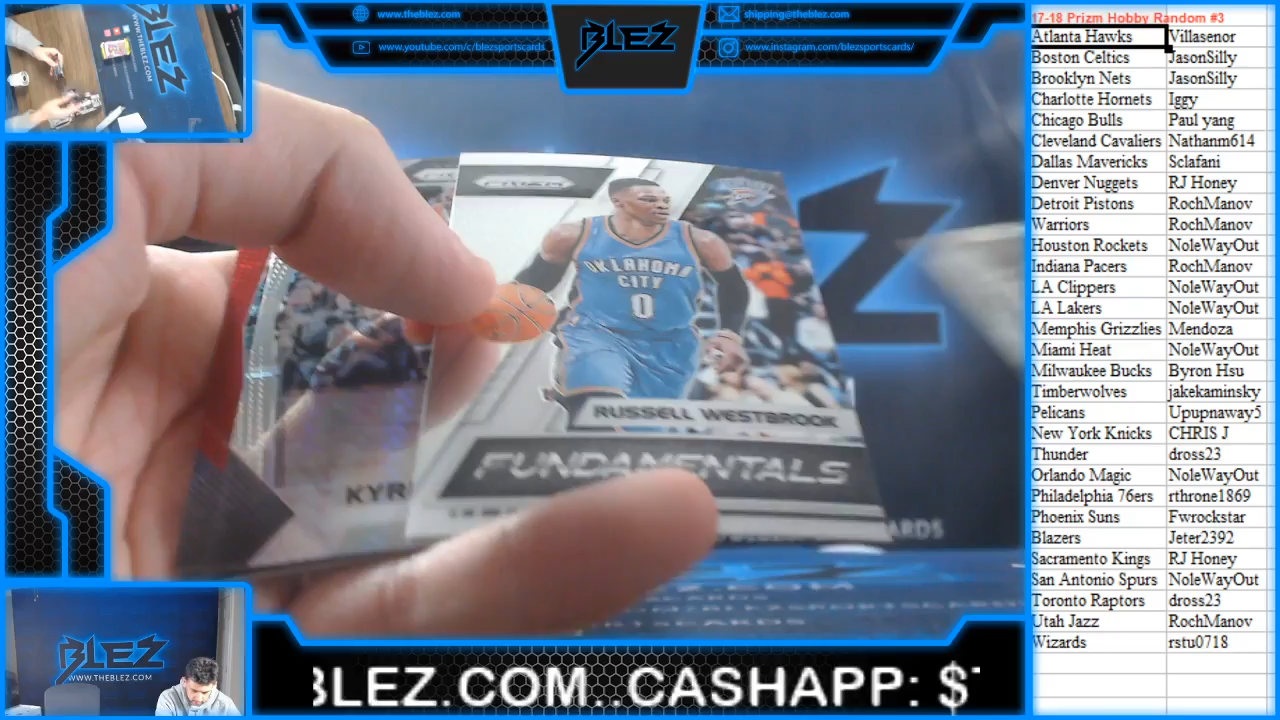 www.theblez.com
shipping@theblez.com
www.youtube.com/c/blezsportscards
BLEZ
www.instagram.com/blezsportscards/
PRIZM
OKLAHOMA
CITY
0
RUSSELL WESTBROOK
FUNDAMENTALS
KYR
ARDS
BLEZ
WWW.THEBLEZ.COM
BLEZ.COM..CASHAPP: $
17-18 Prizm Hobby Random #3
Atlanta Hawks Villasenor
Boston Celtics JasonSilly
Brooklyn Nets JasonSilly
Charlotte Hornets Iggy
Chicago Bulls Paul yang
Cleveland Cavaliers Nathanm614
Dallas Mavericks Sclafani
Denver Nuggets RJ Honey
Detroit Pistons RochManov
Warriors RochManov
Houston Rockets NoleWayOut
Indiana Pacers RochManov
LA Clippers NoleWayOut
LA Lakers NoleWayOut
Memphis Grizzlies Mendoza
Miami Heat NoleWayOut
Milwaukee Bucks Byron Hsu
Timberwolves jakekaminsky
Pelicans Upupnaway5
New York Knicks CHRIS J
Thunder dross23
Orlando Magic NoleWayOut
Philadelphia 76ers rthrone1869
Phoenix Suns Fwrockstar
Blazers Jeter2392
Sacramento Kings RJ Honey
San Antonio Spurs NoleWayOut
Toronto Raptors dross23
Utah Jazz RochManov
Wizards rstu0718